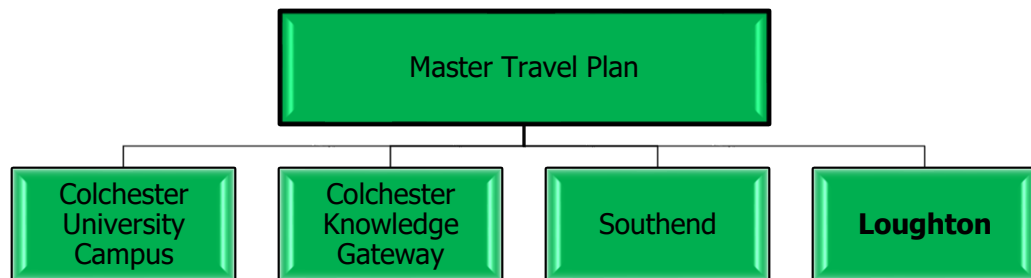 Master Travel Plan
Colchester
University
Campus
Colchester
Knowledge
Gateway
Southend
Loughton